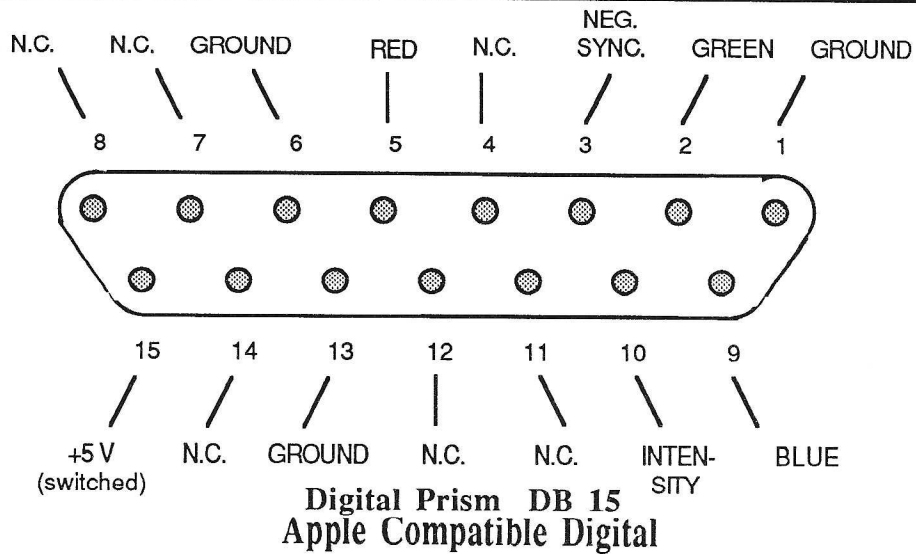 NEG.
N.C. N.C. GROUND RED N.C. SYNC. GREEN GROUND
8 7 6 5 4 3 2 1
15 14 13 12 11 10 9
+5 V N.C. GROUND N.C. N.C. INTEN- BLUE
(switched) SITY
Digital Prism DB 15
Apple Compatible Digital